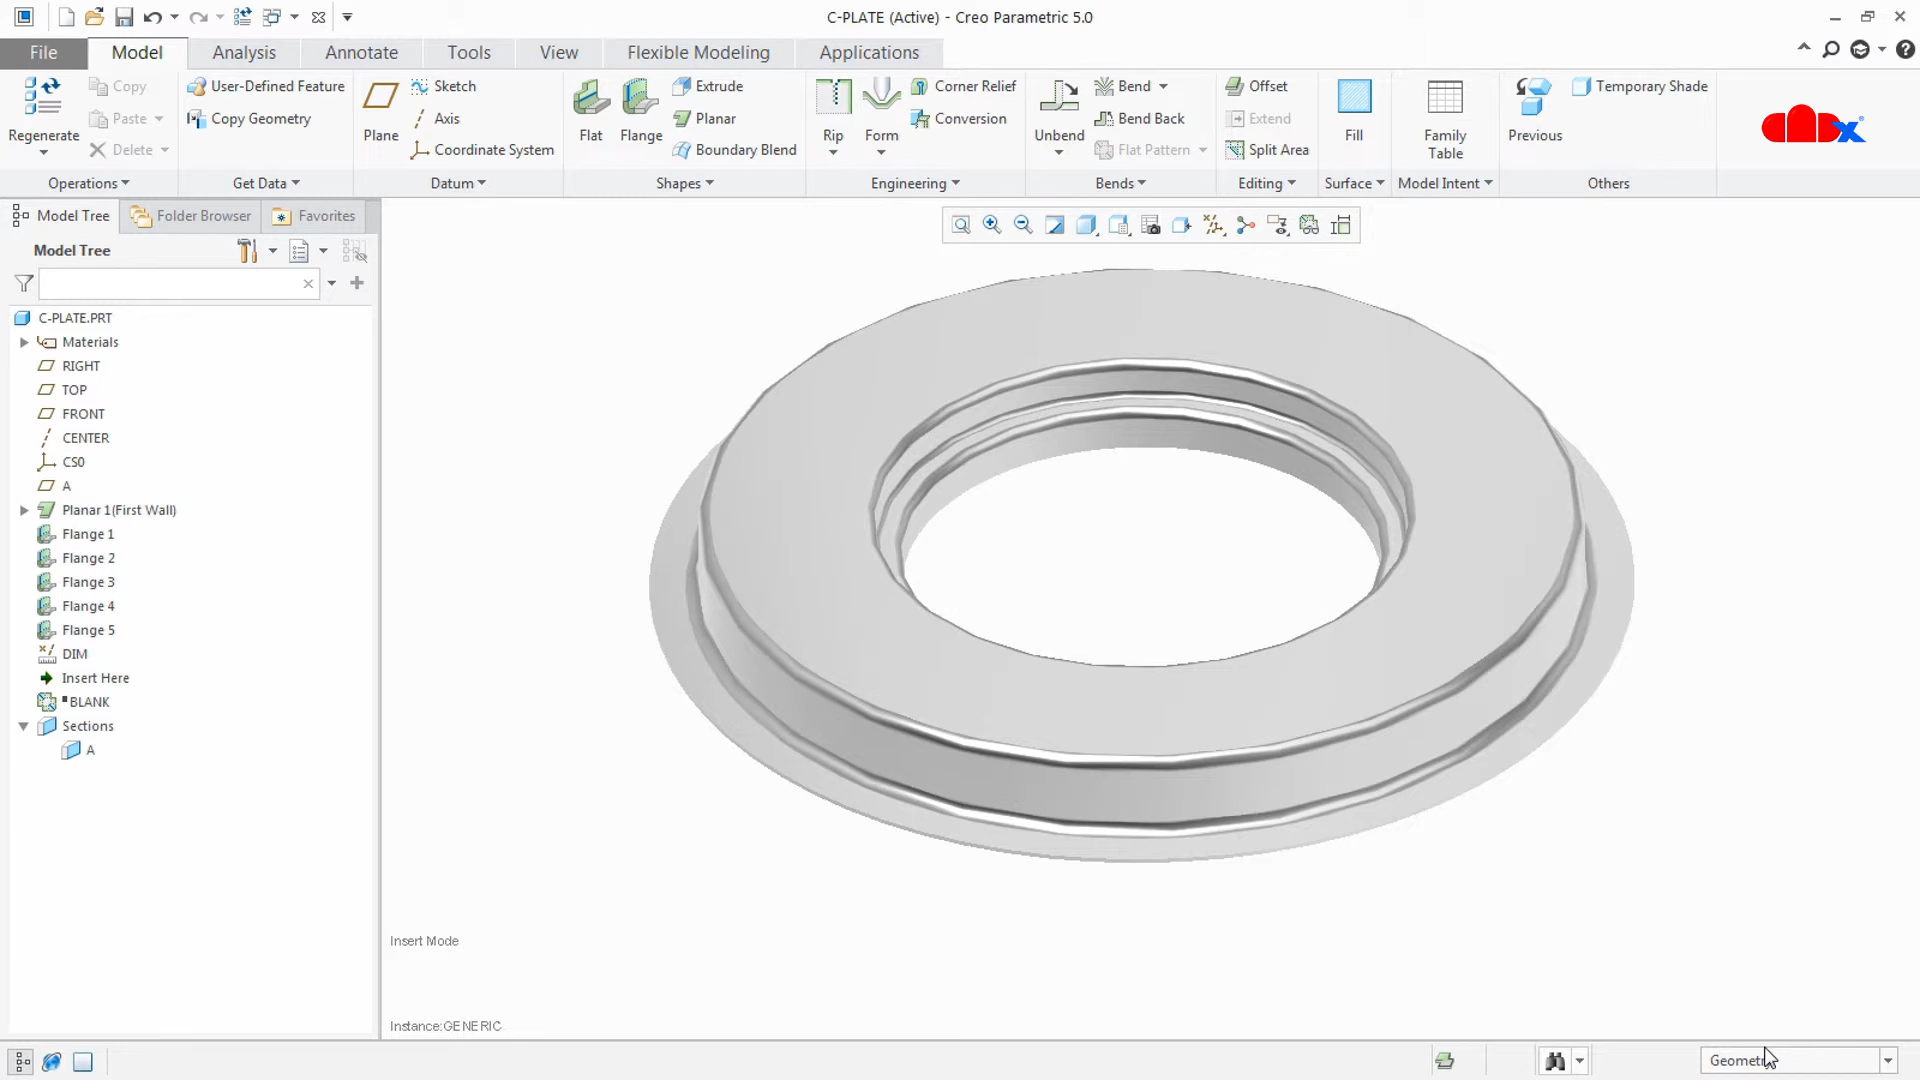 C-PLATE (Active) - Creo Parametric 5.0
File Model Analysis Annotate Tools View Flexible Modeling Applications
Regenerate
Copy
Paste
Delete
Operations
User-Defined Feature
Copy Geometry
Get Data
Plane
Sketch
Axis
Coordinate System
Datum
Flat
Flange
Extrude
Planar
Boundary Blend
Shapes
Rip
Form
Corner Relief
Conversion
Engineering
Unbend
Bend
Bend Back
Flat Pattern
Bends
Offset
Extend
Split Area
Editing
Fill
Surface
Family
Table
Model Intent
Previous
Temporary Shade
Others
CADDX
Model Tree Folder Browser Favorites
Model Tree
C-PLATE.PRT
Materials
RIGHT
TOP
FRONT
CENTER
CS0
A
Planar 1(First Wall)
Flange 1
Flange 2
Flange 3
Flange 4
Flange 5
DIM
Insert Here
BLANK
Sections
A
Insert Mode
Instance:GENERIC
Geometry